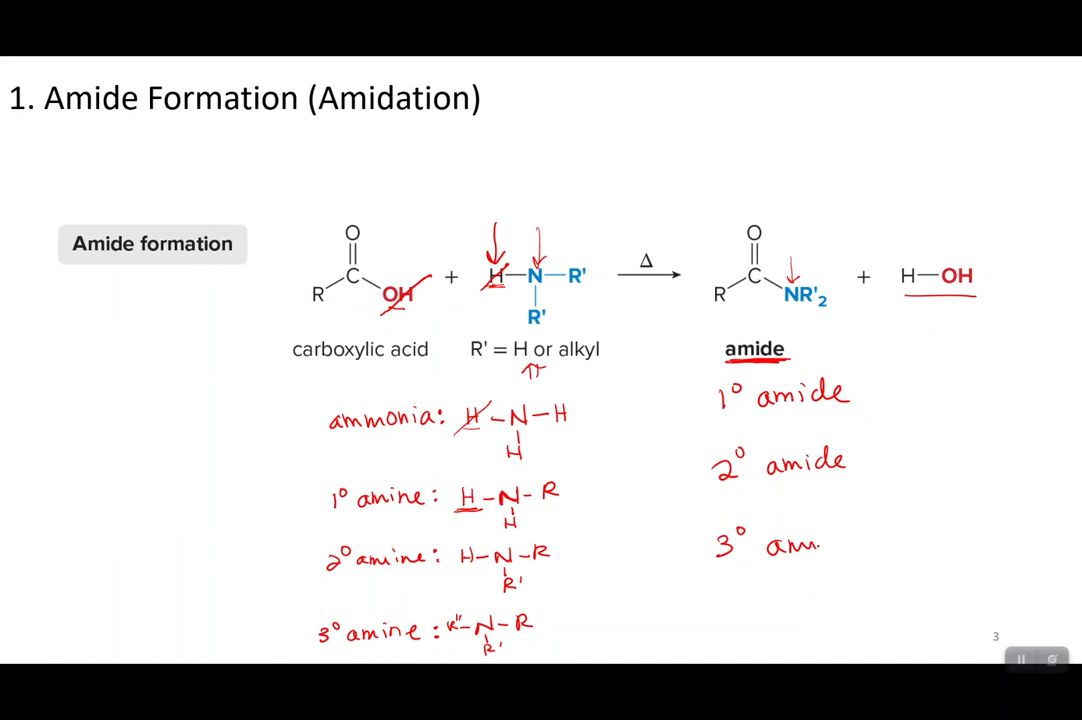 1. Amide Formation (Amidation)
Amide formation
O
C
R
OH
+
H—N—R'
R'
Δ
O
C
R
NR'₂
+
H—OH
carboxylic acid
R' = H or alkyl
amide
ammonia: H–N–H
H
1° amine: H–N–R
H
2° amine: H–N–R
R'
3° amine: R"–N–R
R'
1° amide
2° amide
3° am
3